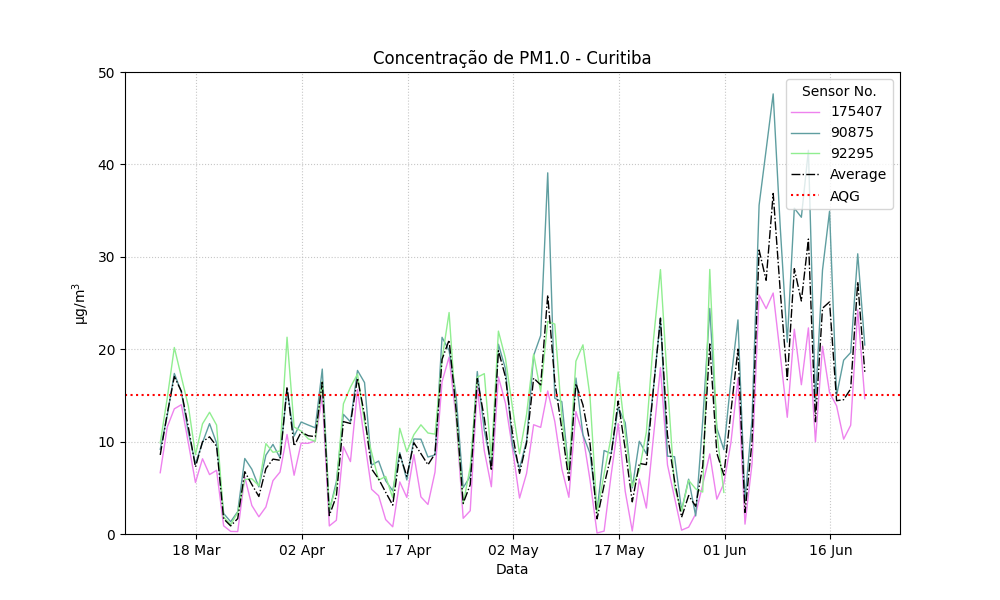 Concentração de PM1.0 - Curitiba
50
40
30
20
10
0
µg/m³
18 Mar
02 Apr
17 Apr
02 May
17 May
01 Jun
16 Jun
Data
Sensor No.
175407
90875
92295
Average
AQG